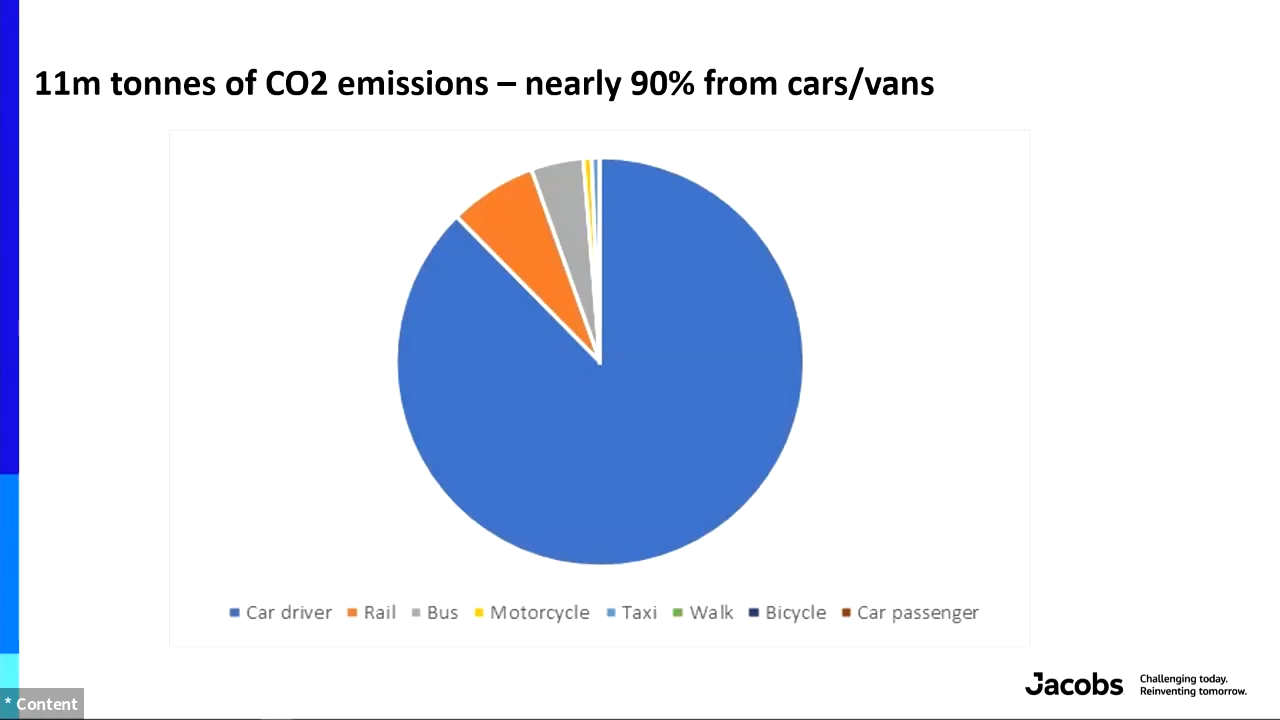 11m tonnes of CO2 emissions – nearly 90% from cars/vans
Car driver Rail Bus Motorcycle Taxi Walk Bicycle Car passenger
Jacobs
Challenging today.
Reinventing tomorrow.
* Content